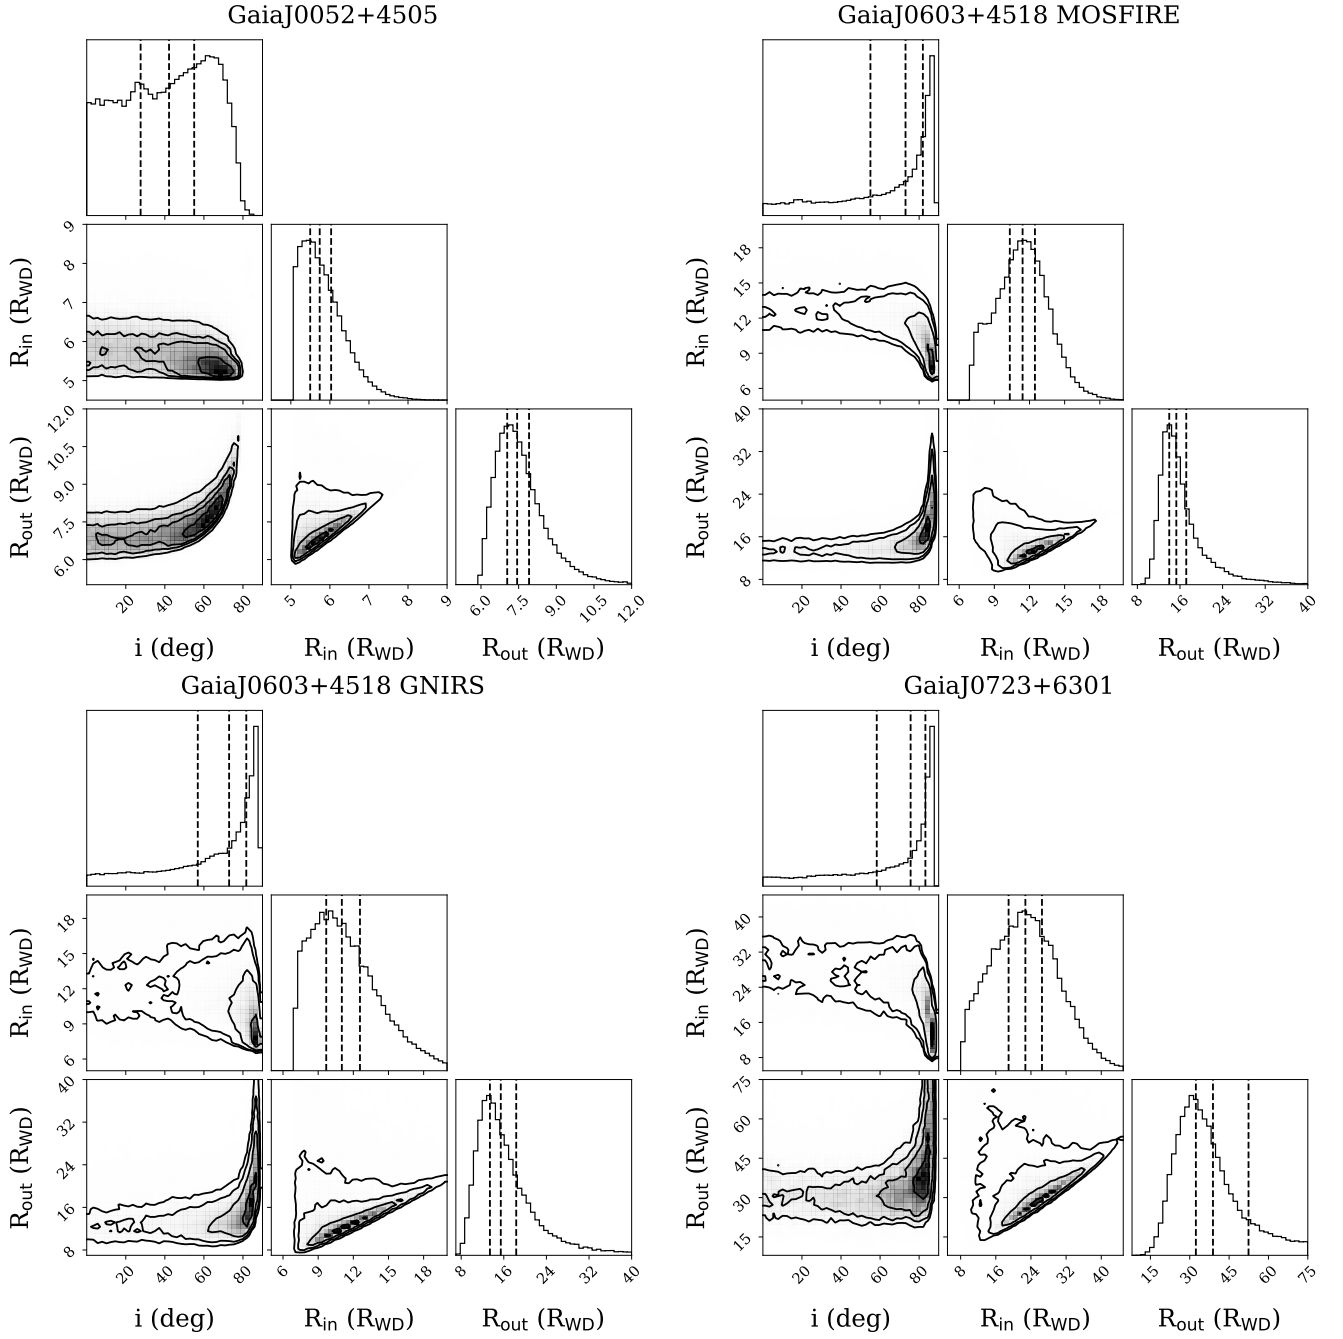 GaiaJ0052+4505
GaiaJ0603+4518 MOSFIRE
R_in (R_WD)
9
8
7
6
5
R_in (R_WD)
18
15
12
9
6
R_out (R_WD)
12.0
10.5
9.0
7.5
6.0
R_out (R_WD)
40
32
24
16
8
20 40 60 80
5 6 7 8 9
6.0 7.5 9.0 10.5 12.0
20 40 60 80
6 9 12 15 18
8 16 24 32 40
i (deg)
R_in (R_WD)
R_out (R_WD)
i (deg)
R_in (R_WD)
R_out (R_WD)
GaiaJ0603+4518 GNIRS
GaiaJ0723+6301
R_in (R_WD)
18
15
12
9
6
R_in (R_WD)
40
32
24
16
8
R_out (R_WD)
40
32
24
16
8
R_out (R_WD)
75
60
45
30
15
20 40 60 80
6 9 12 15 18
8 16 24 32 40
20 40 60 80
8 16 24 32 40
15 30 45 60 75
i (deg)
R_in (R_WD)
R_out (R_WD)
i (deg)
R_in (R_WD)
R_out (R_WD)